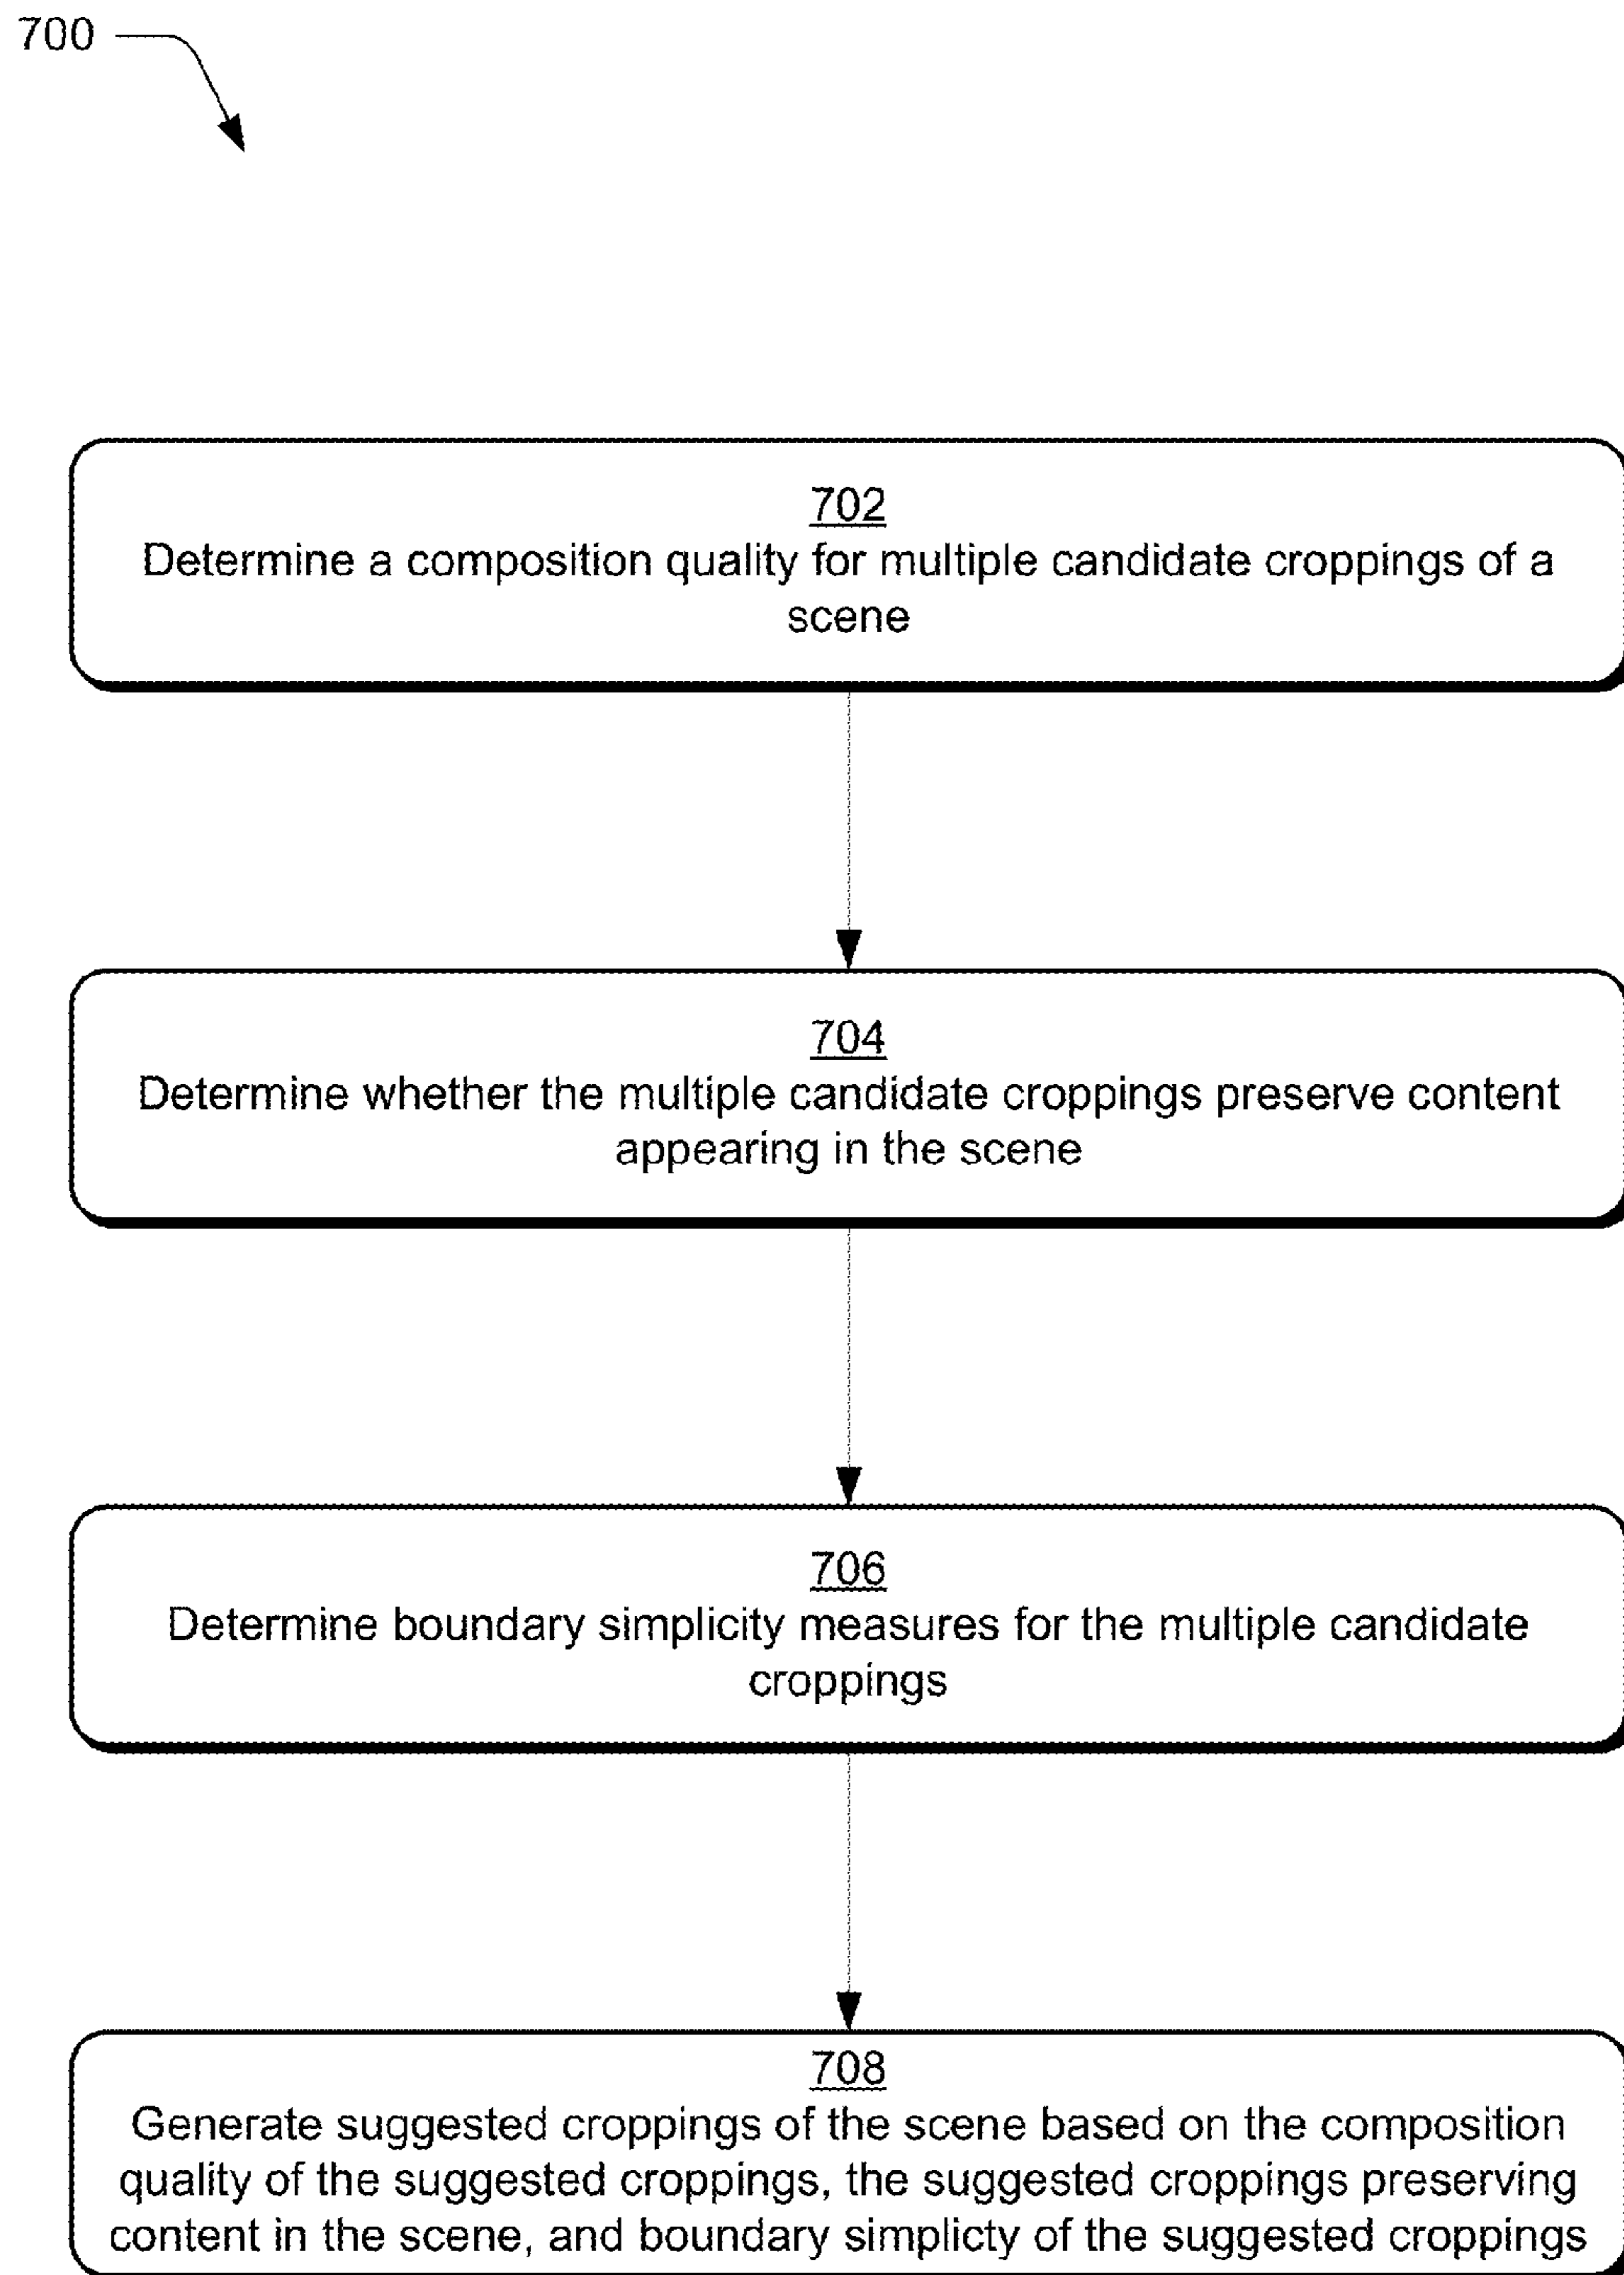 700
702
Determine a composition quality for multiple candidate croppings of a
scene
704
Determine whether the multiple candidate croppings preserve content
appearing in the scene
706
Determine boundary simplicity measures for the multiple candidate
croppings
708
Generate suggested croppings of the scene based on the composition
quality of the suggested croppings, the suggested croppings preserving
content in the scene, and boundary simplicty of the suggested croppings